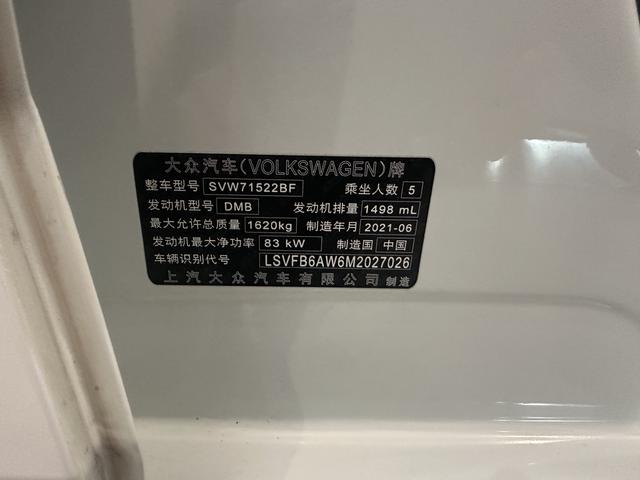 大众汽车(VOLKSWAGEN)牌
整车型号 SVW71522BF 乘坐人数 5
发动机型号 DMB 发动机排量 1498 mL
最大允许总质量 1620kg 制造年月 2021-06
发动机最大净功率 83 kW 制造国 中国
车辆识别代号 LSVFB6AW6M2027026
上汽大众汽车有限公司 制造